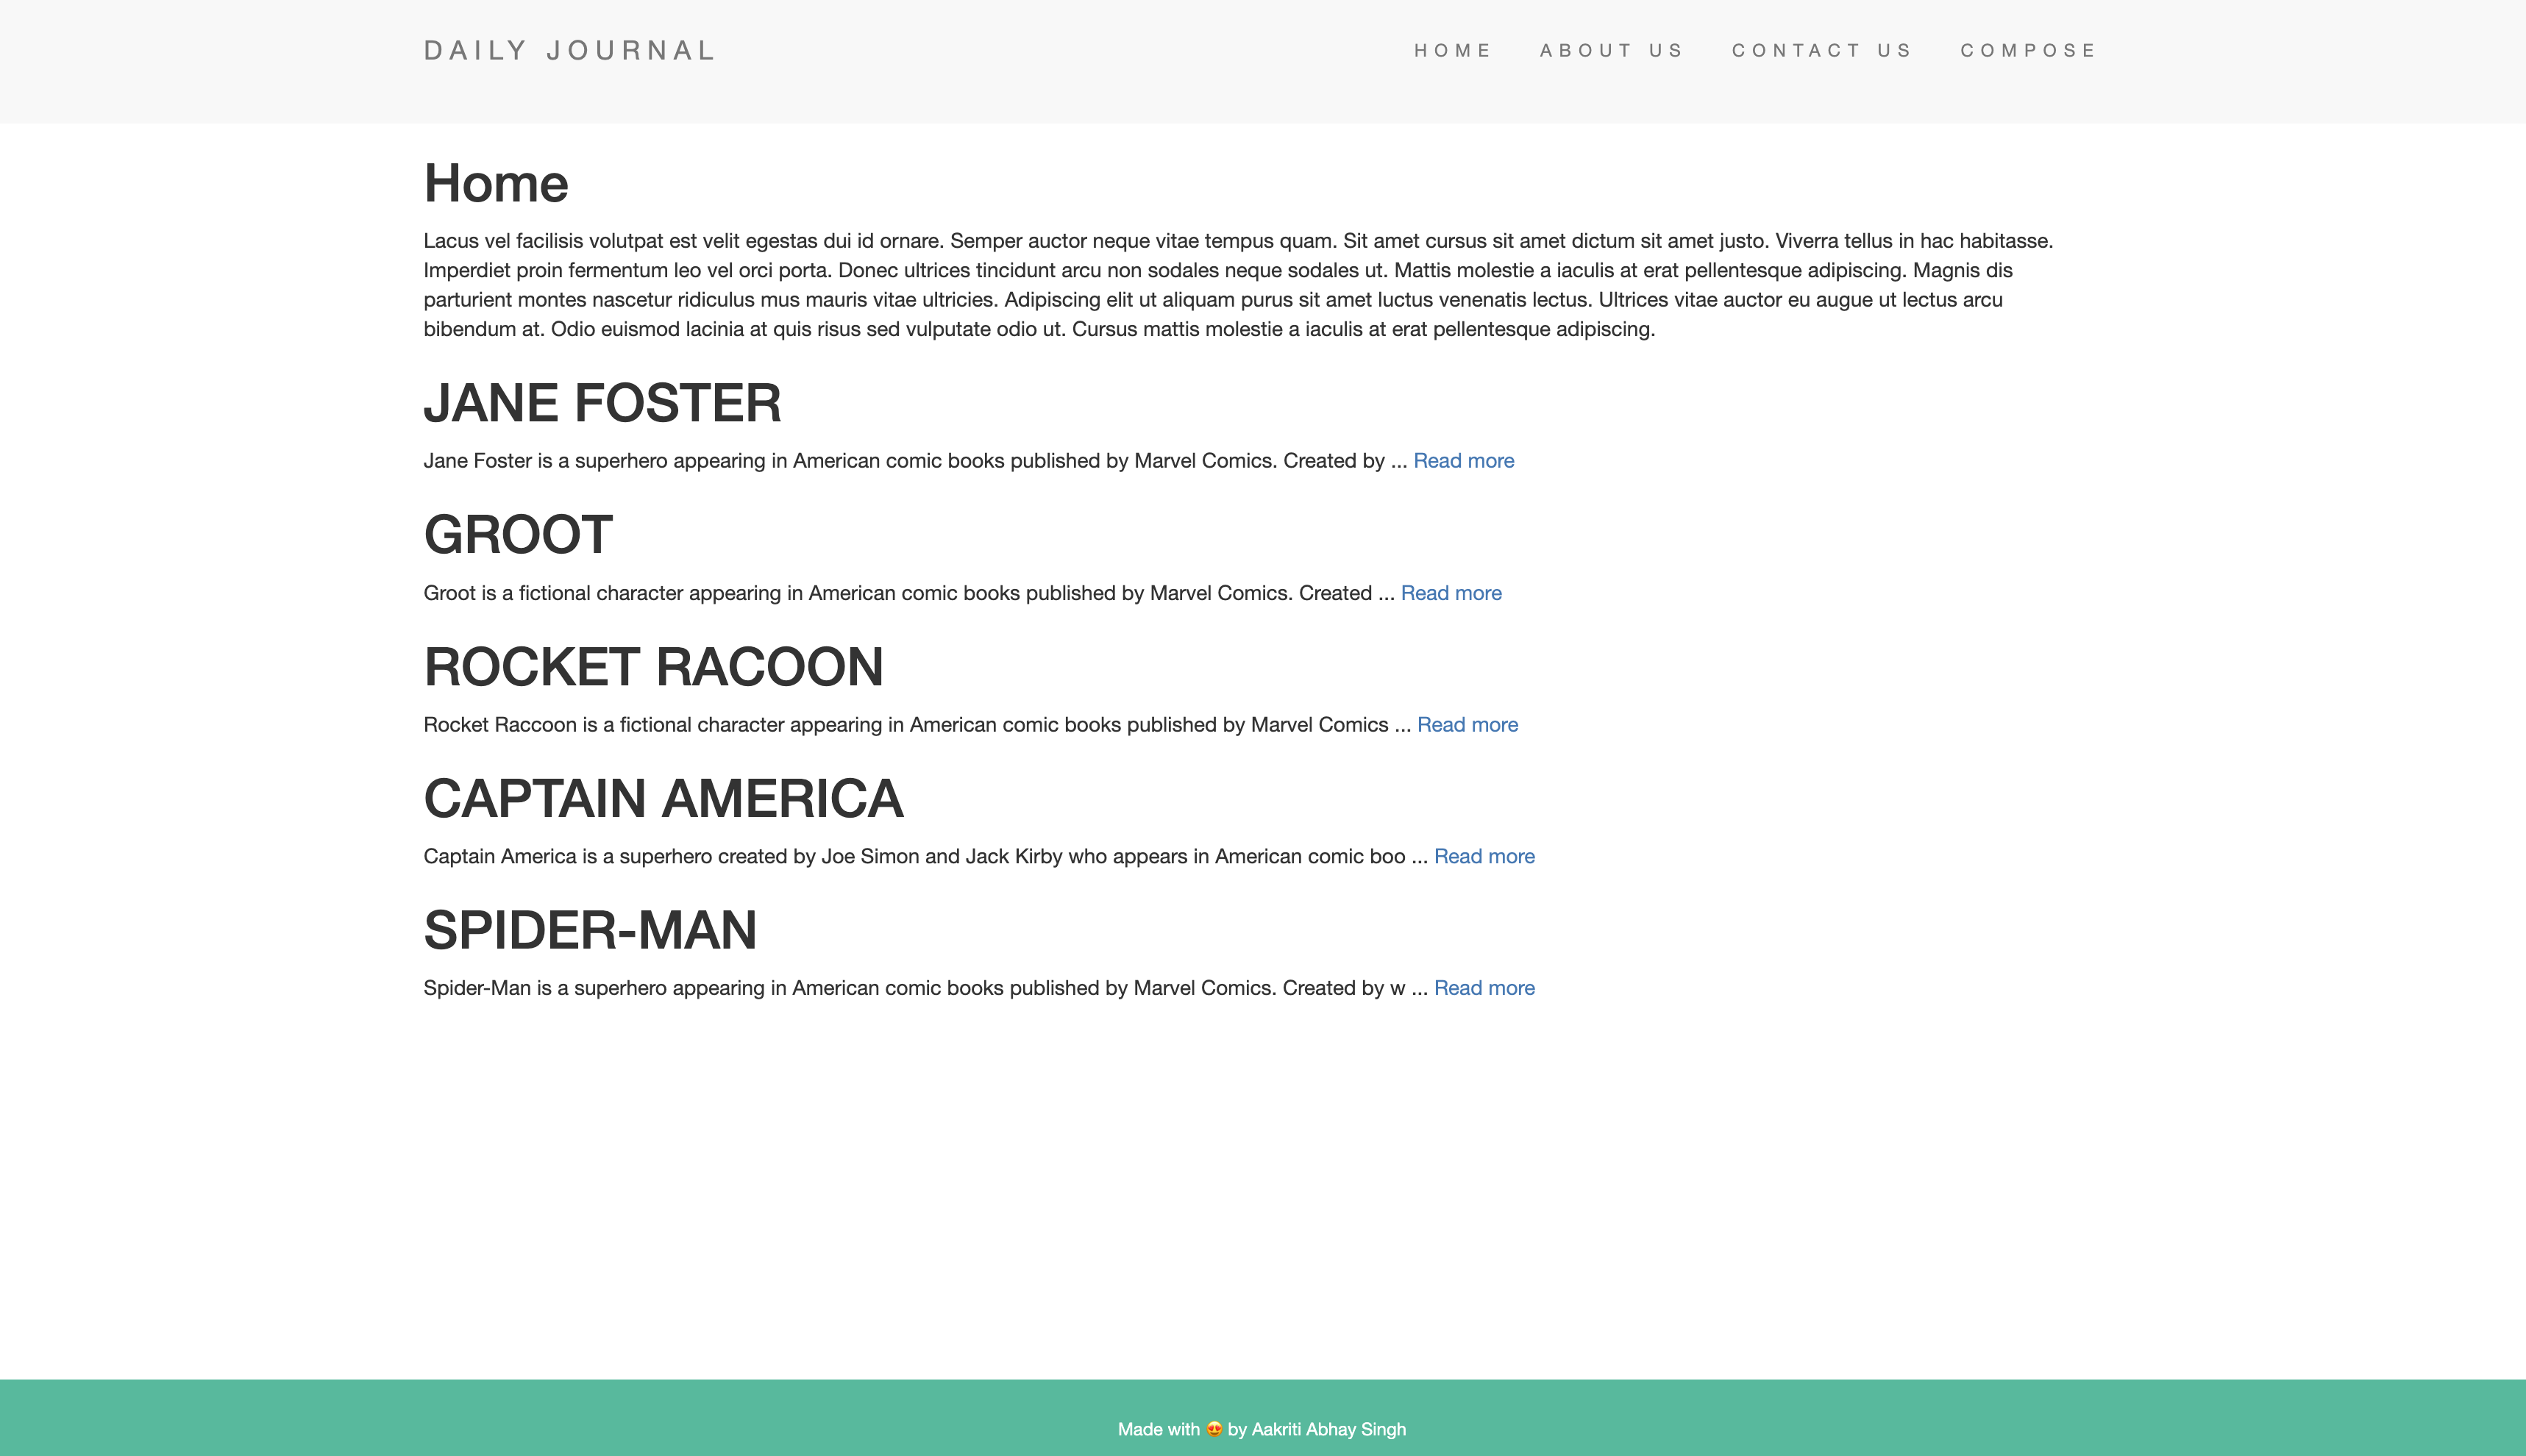 DAILY JOURNAL
HOME ABOUT US CONTACT US COMPOSE
Home
Lacus vel facilisis volutpat est velit egestas dui id ornare. Semper auctor neque vitae tempus quam. Sit amet cursus sit amet dictum sit amet justo. Viverra tellus in hac habitasse.
Imperdiet proin fermentum leo vel orci porta. Donec ultrices tincidunt arcu non sodales neque sodales ut. Mattis molestie a iaculis at erat pellentesque adipiscing. Magnis dis
parturient montes nascetur ridiculus mus mauris vitae ultricies. Adipiscing elit ut aliquam purus sit amet luctus venenatis lectus. Ultrices vitae auctor eu augue ut lectus arcu
bibendum at. Odio euismod lacinia at quis risus sed vulputate odio ut. Cursus mattis molestie a iaculis at erat pellentesque adipiscing.
JANE FOSTER
Jane Foster is a superhero appearing in American comic books published by Marvel Comics. Created by ... Read more
GROOT
Groot is a fictional character appearing in American comic books published by Marvel Comics. Created ... Read more
ROCKET RACOON
Rocket Raccoon is a fictional character appearing in American comic books published by Marvel Comics ... Read more
CAPTAIN AMERICA
Captain America is a superhero created by Joe Simon and Jack Kirby who appears in American comic boo ... Read more
SPIDER-MAN
Spider-Man is a superhero appearing in American comic books published by Marvel Comics. Created by w ... Read more
Made with 😍 by Aakriti Abhay Singh